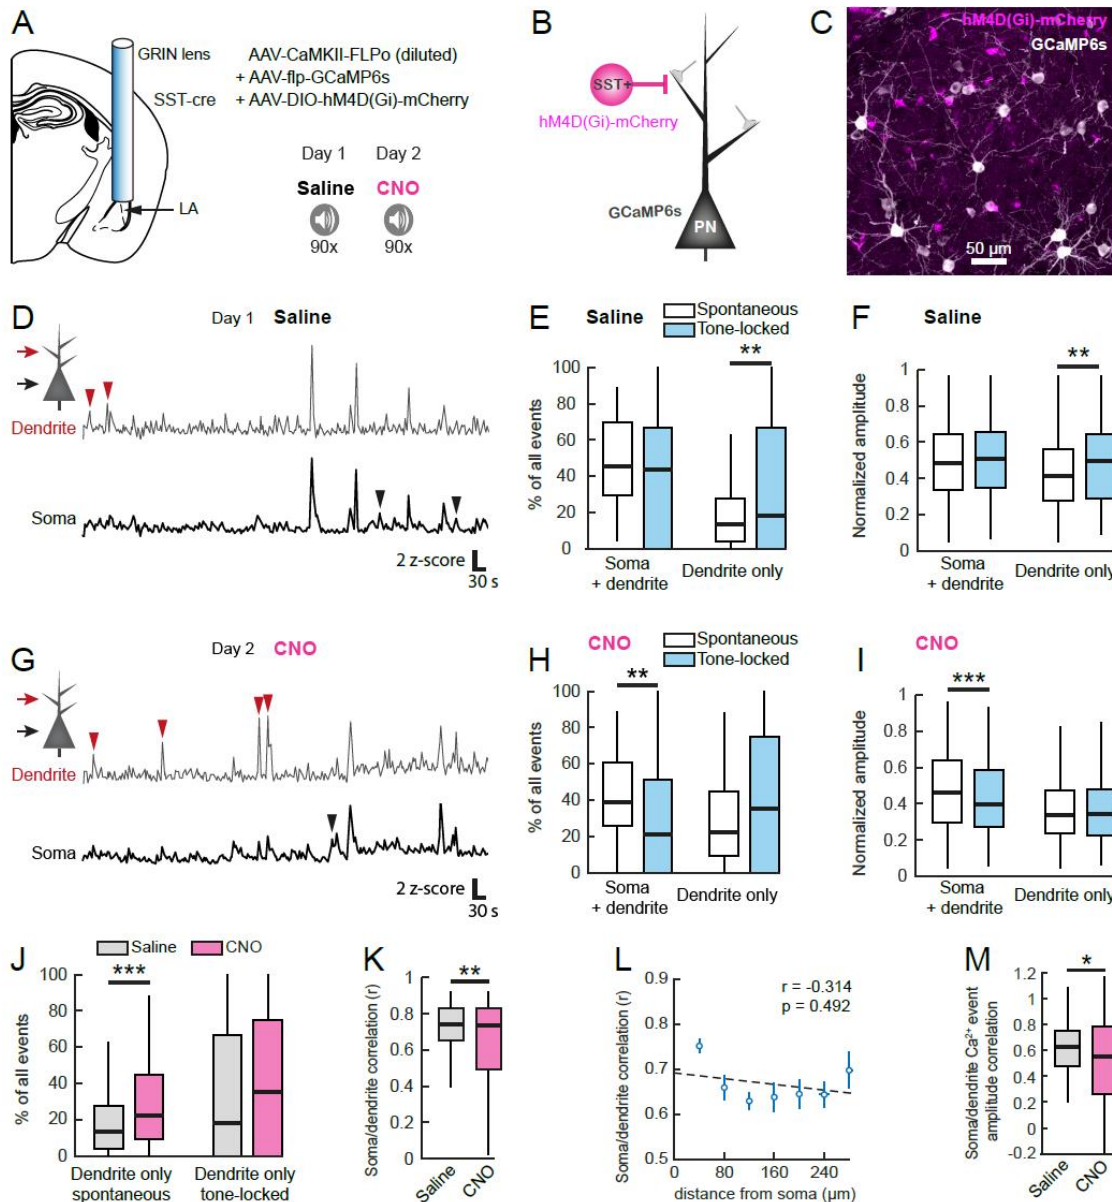 A
GRIN lens
AAV-CaMKII-FLPo (diluted)
+ AAV-flp-GCaMP6s
SST-cre
+ AAV-DIO-hM4D(Gi)-mCherry
Day 1
Day 2
Saline
CNO
LA
90x
90x
B
SST+
hM4D(Gi)-mCherry
GCaMP6s
PN
C
hM4D(Gi)-mCherry
GCaMP6s
50 µm
D
Day 1 Saline
Dendrite
Soma
2 z-score
30 s
E
Saline
Spontaneous
Tone-locked
**
% of all events
100
80
60
40
20
0
Soma + dendrite
Dendrite only
F
Saline
**
Normalized amplitude
1
0.8
0.6
0.4
0.2
0
Soma + dendrite
Dendrite only
G
Day 2 CNO
Dendrite
Soma
2 z-score
30 s
H
CNO
Spontaneous
Tone-locked
**
% of all events
100
80
60
40
20
0
Soma + dendrite
Dendrite only
I
CNO
***
Normalized amplitude
1
0.8
0.6
0.4
0.2
0
Soma + dendrite
Dendrite only
J
Saline
CNO
***
% of all events
100
80
60
40
20
0
Dendrite only spontaneous
Dendrite only tone-locked
K
**
Soma/dendrite correlation (r)
1
0.8
0.6
0.4
0.2
0
Saline
CNO
L
r = -0.314
p = 0.492
Soma/dendrite correlation (r)
0.9
0.8
0.7
0.6
0.5
0
80
160
240
distance from soma (µm)
M
*
Soma/dendrite Ca²⁺ event amplitude correlation
1.2
1
0.8
0.6
0.4
0.2
0
-0.2
Saline
CNO